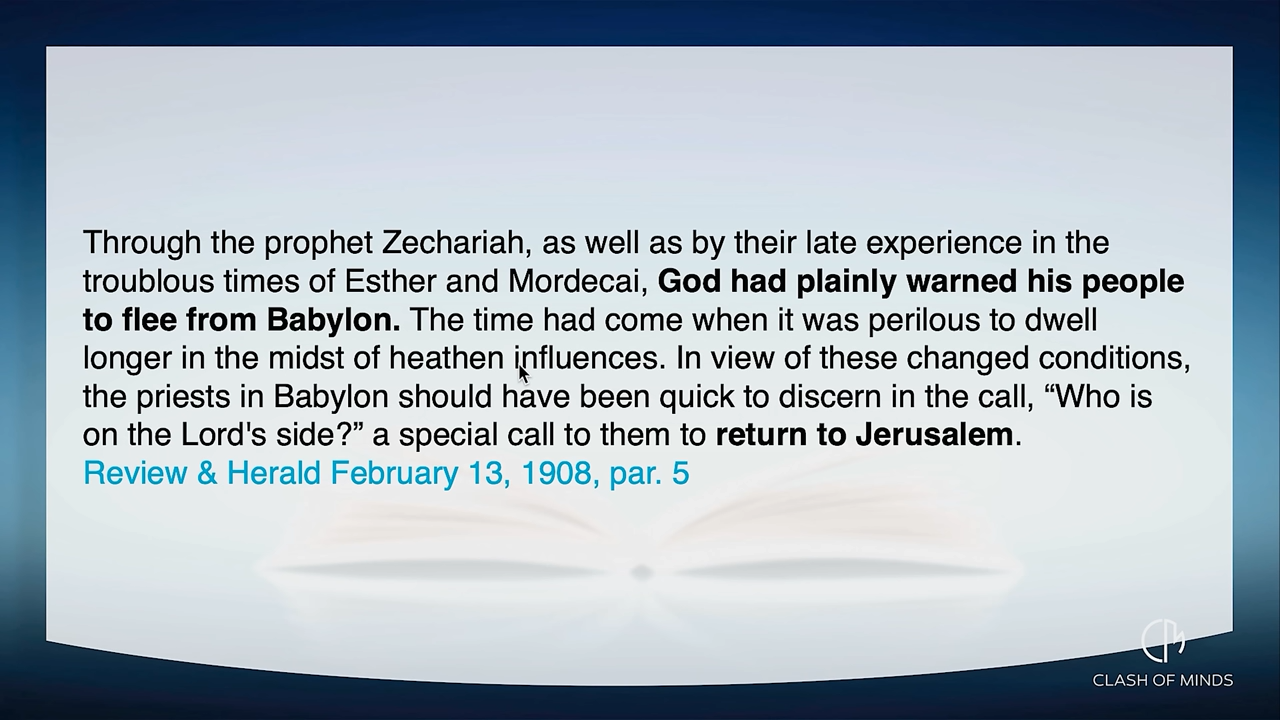 Through the prophet Zechariah, as well as by their late experience in the
troublous times of Esther and Mordecai, God had plainly warned his people
to flee from Babylon. The time had come when it was perilous to dwell
longer in the midst of heathen influences. In view of these changed conditions,
the priests in Babylon should have been quick to discern in the call, “Who is
on the Lord's side?” a special call to them to return to Jerusalem.
Review & Herald February 13, 1908, par. 5
CLASH OF MINDS